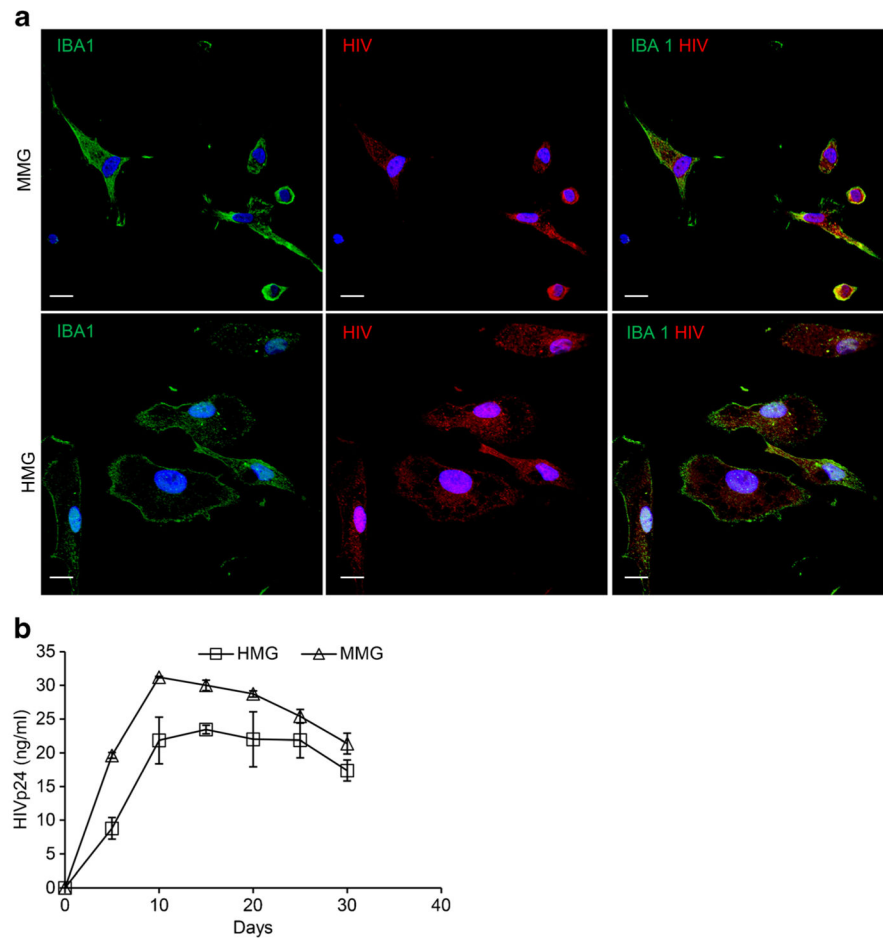 a
IBA1
HIV
IBA 1 HIV
MMG
IBA1
HIV
IBA 1 HIV
HMG
b
HMG
MMG
35
30
25
20
15
10
5
0
HIVp24 (ng/ml)
0
10
20
30
40
Days